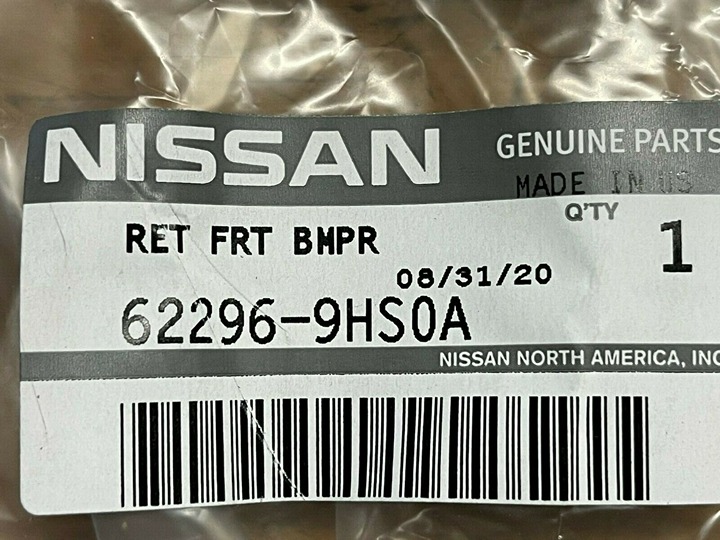 NISSAN
GENUINE PARTS
MADE IN US
RET FRT BMPR
Q'TY
1
08/31/20
62296-9HS0A
NISSAN NORTH AMERICA, INC